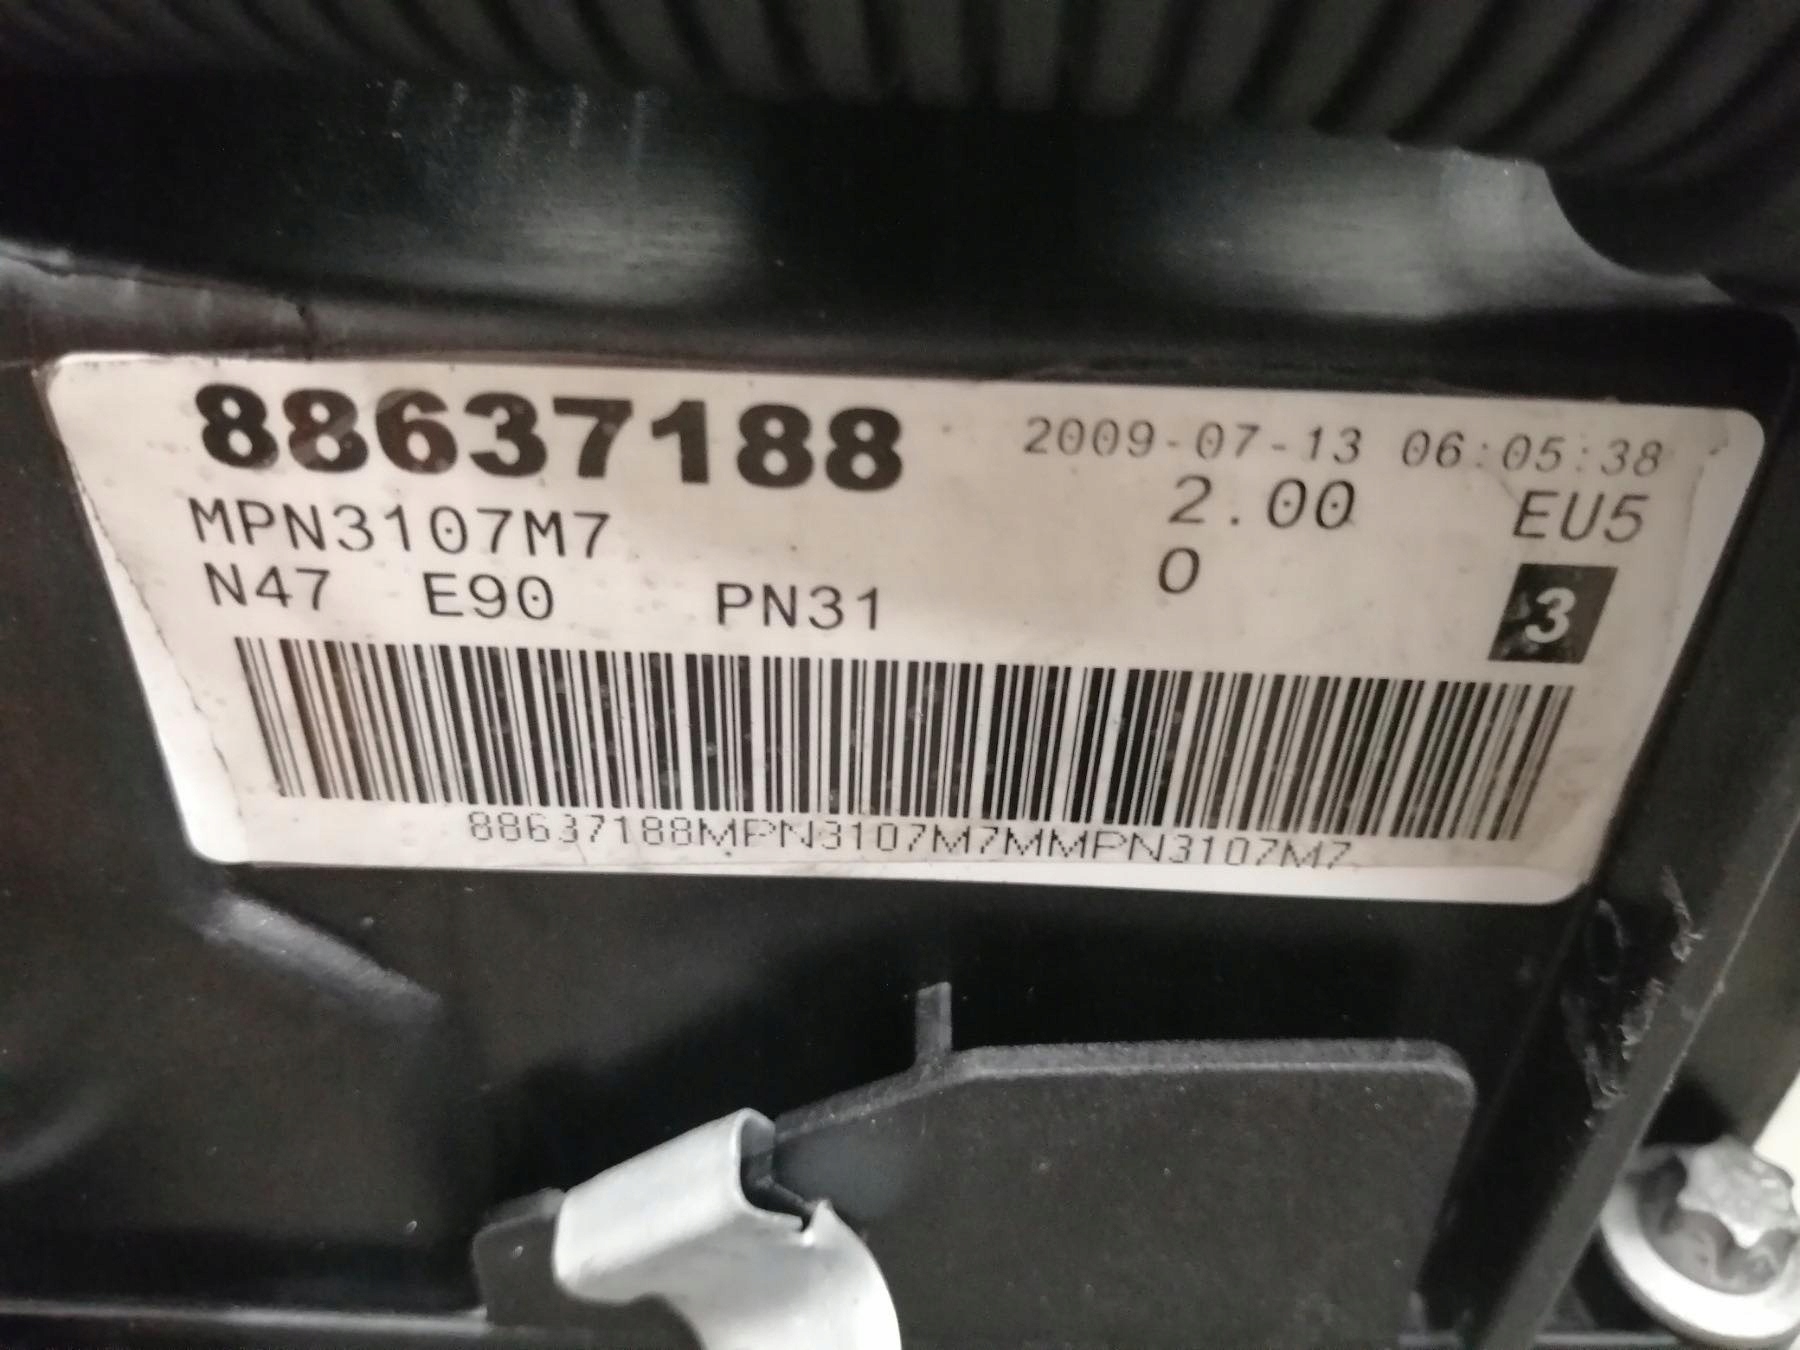 88637188 2009-07-13 06:05:38
MPN3107M7 2.00 EU5
N47 E90 PN31 0 3
88637188MPN3107M7MMPN3107M7